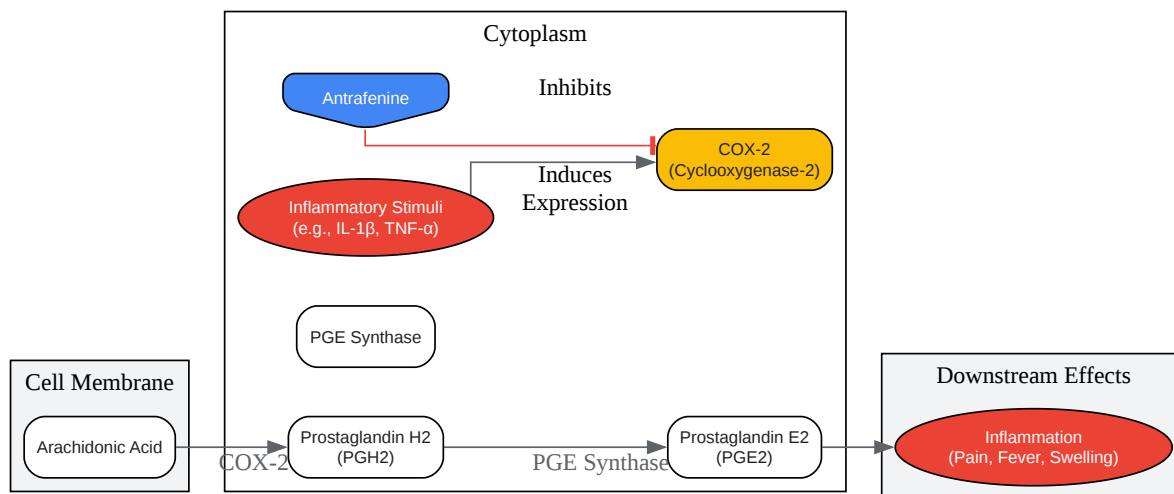 Cytoplasm
Antrafenine
Inhibits
COX-2
(Cyclooxygenase-2)
Induces
Expression
Inflammatory Stimuli
(e.g., IL-1β, TNF-α)
PGE Synthase
Cell Membrane
Arachidonic Acid
COX-2
Prostaglandin H2
(PGH2)
PGE Synthase
Prostaglandin E2
(PGE2)
Downstream Effects
Inflammation
(Pain, Fever, Swelling)